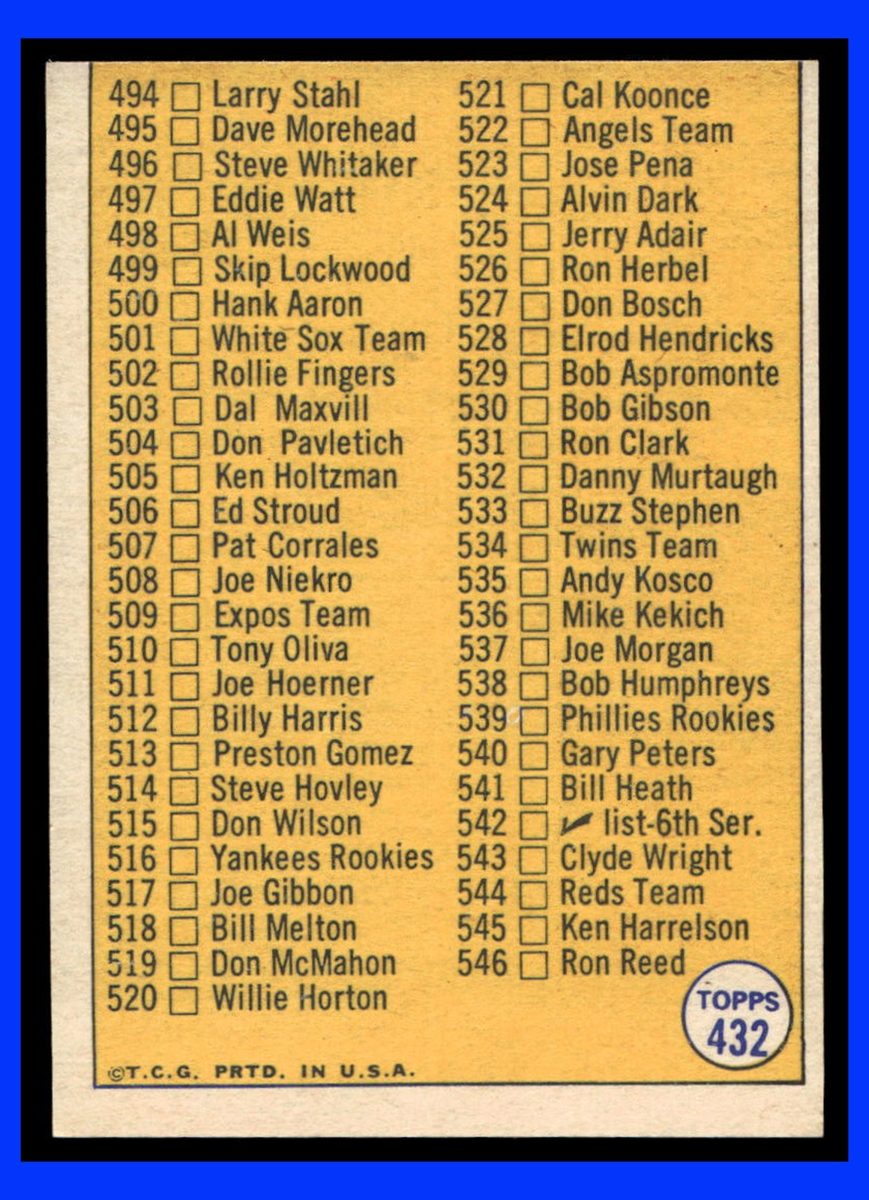 494 Larry Stahl
495 Dave Morehead
496 Steve Whitaker
497 Eddie Watt
498 Al Weis
499 Skip Lockwood
500 Hank Aaron
501 White Sox Team
502 Rollie Fingers
503 Dal Maxvill
504 Don Pavletich
505 Ken Holtzman
506 Ed Stroud
507 Pat Corrales
508 Joe Niekro
509 Expos Team
510 Tony Oliva
511 Joe Hoerner
512 Billy Harris
513 Preston Gomez
514 Steve Hovley
515 Don Wilson
516 Yankees Rookies
517 Joe Gibbon
518 Bill Melton
519 Don McMahon
520 Willie Horton
521 Cal Koonce
522 Angels Team
523 Jose Pena
524 Alvin Dark
525 Jerry Adair
526 Ron Herbel
527 Don Bosch
528 Elrod Hendricks
529 Bob Aspromonte
530 Bob Gibson
531 Ron Clark
532 Danny Murtaugh
533 Buzz Stephen
534 Twins Team
535 Andy Kosco
536 Mike Kekich
537 Joe Morgan
538 Bob Humphreys
539 Phillies Rookies
540 Gary Peters
541 Bill Heath
542 ✓ list-6th Ser.
543 Clyde Wright
544 Reds Team
545 Ken Harrelson
546 Ron Reed
TOPPS
432
©T.C.G. PRTD. IN U.S.A.